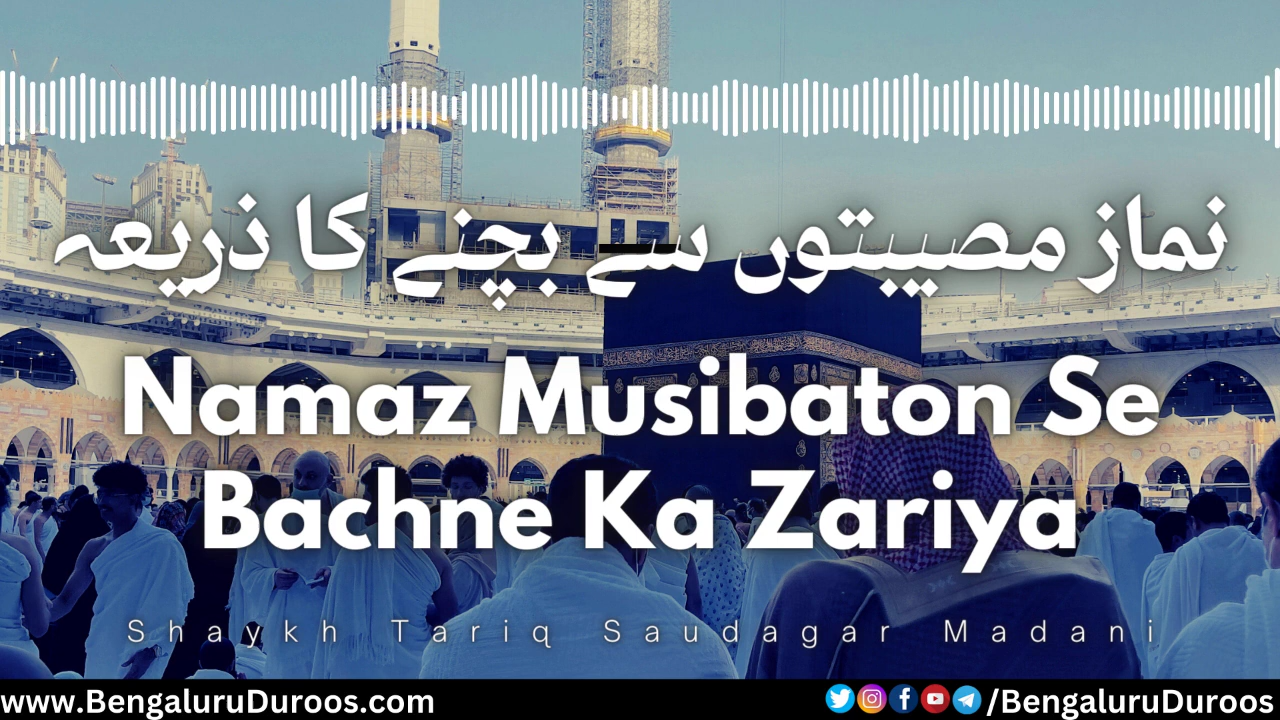 نماز مصیبتوں سے بچنے کا ذریعہ
Namaz Musibaton Se
Bachne Ka Zariya
Shaykh Tariq Saudagar Madani
www.BengaluruDuroos.com
/BengaluruDuroos